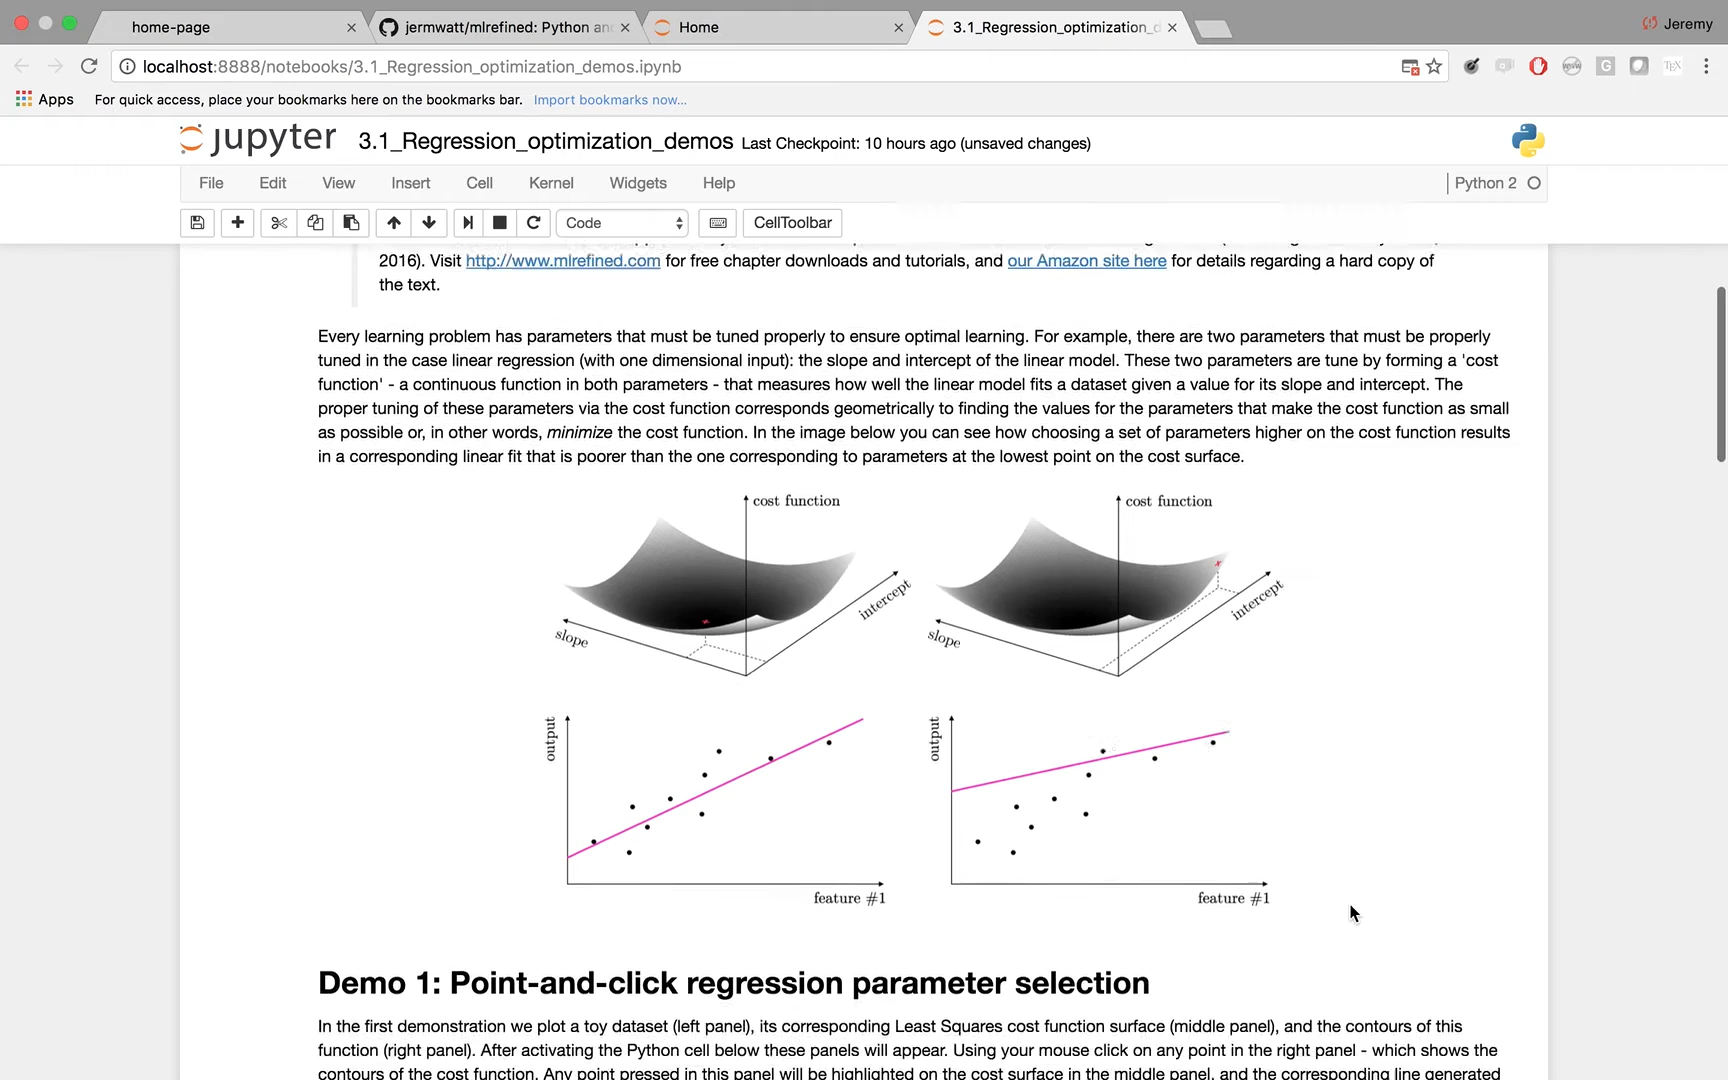 home-page
jermwatt/mlrefined: Python an
Home
3.1_Regression_optimization_d
Jeremy
localhost:8888/notebooks/3.1_Regression_optimization_demos.ipynb
Apps
For quick access, place your bookmarks here on the bookmarks bar. Import bookmarks now...
jupyter 3.1_Regression_optimization_demos Last Checkpoint: 10 hours ago (unsaved changes)
File Edit View Insert Cell Kernel Widgets Help
Python 2
Code
CellToolbar
2016). Visit http://www.mlrefined.com for free chapter downloads and tutorials, and our Amazon site here for details regarding a hard copy of
the text.
Every learning problem has parameters that must be tuned properly to ensure optimal learning. For example, there are two parameters that must be properly
tuned in the case linear regression (with one dimensional input): the slope and intercept of the linear model. These two parameters are tune by forming a 'cost
function' - a continuous function in both parameters - that measures how well the linear model fits a dataset given a value for its slope and intercept. The
proper tuning of these parameters via the cost function corresponds geometrically to finding the values for the parameters that make the cost function as small
as possible or, in other words, minimize the cost function. In the image below you can see how choosing a set of parameters higher on the cost function results
in a corresponding linear fit that is poorer than the one corresponding to parameters at the lowest point on the cost surface.
cost function
slope
intercept
cost function
slope
intercept
output
feature #1
output
feature #1
Demo 1: Point-and-click regression parameter selection
In the first demonstration we plot a toy dataset (left panel), its corresponding Least Squares cost function surface (middle panel), and the contours of this
function (right panel). After activating the Python cell below these panels will appear. Using your mouse click on any point in the right panel - which shows the
contours of the cost function. Any point pressed in this panel will be highlighted on the cost surface in the middle panel, and the corresponding line generated